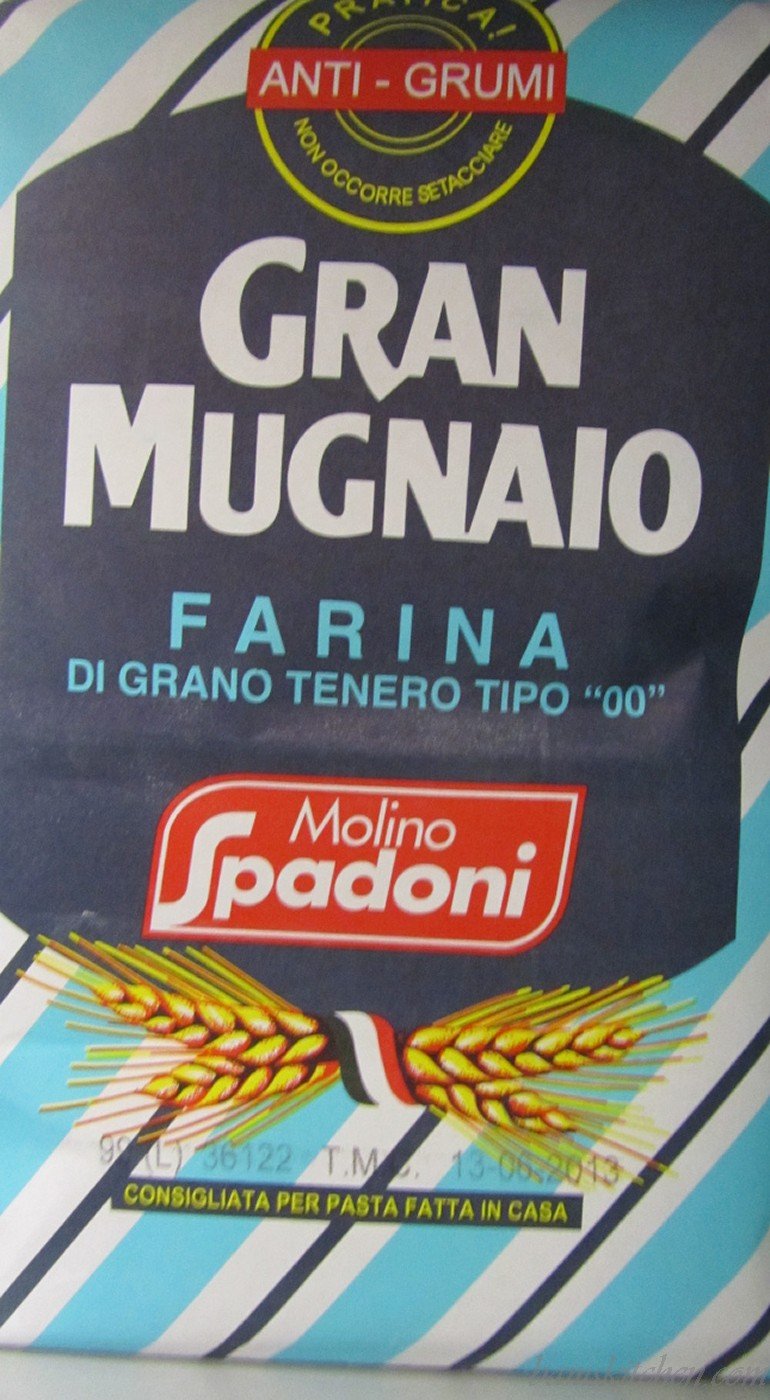 PRATICA!
ANTI - GRUMI
NON OCCORRE SETACCIARE
GRAN
MUGNAIO
FARINA
DI GRANO TENERO TIPO “00”
Molino
Spadoni
(L) 36122 T.M.C. 13-06-2013
CONSIGLIATA PER PASTA FATTA IN CASA